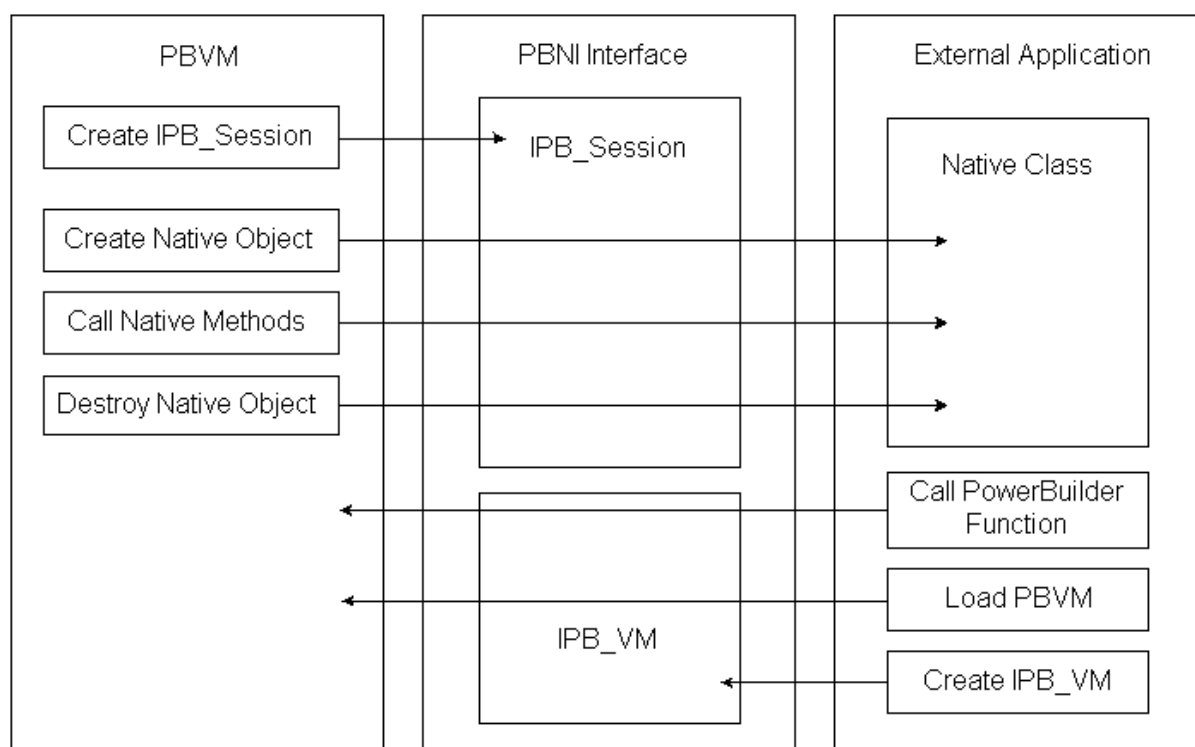 PBVM
Create IPB_Session
Create Native Object
Call Native Methods
Destroy Native Object
PBNI Interface
IPB_Session
IPB_VM
External Application
Native Class
Call PowerBuilder
Function
Load PBVM
Create IPB_VM